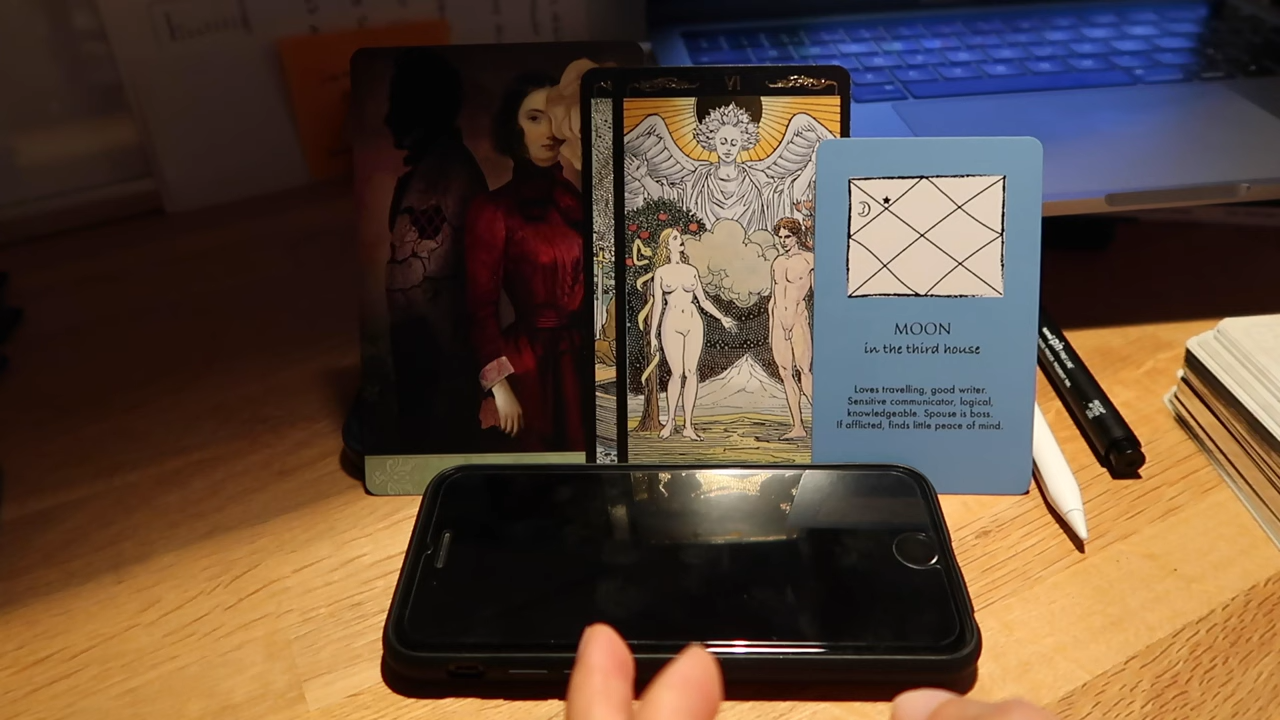 IV
MOON
in the third house
Loves travelling, good writer.
Sensitive communicator, logical,
knowledgeable. Spouse is boss.
If afflicted, finds little peace of mind.